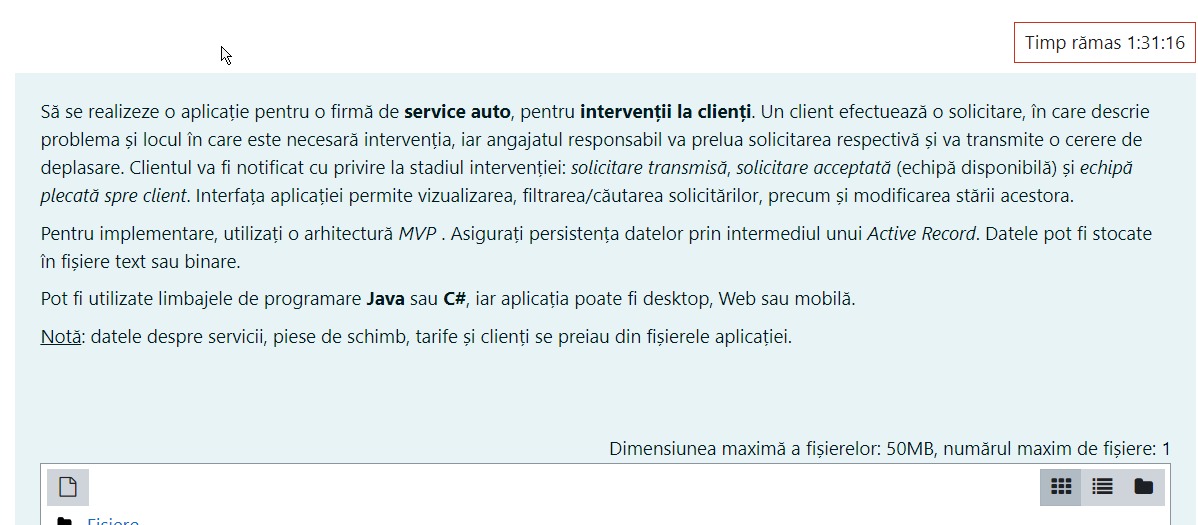 Timp rămas 1:31:16
Să se realizeze o aplicație pentru o firmă de service auto, pentru intervenții la clienți. Un client efectuează o solicitare, în care descrie
problema și locul în care este necesară intervenția, iar angajatul responsabil va prelua solicitarea respectivă și va transmite o cerere de
deplasare. Clientul va fi notificat cu privire la stadiul intervenției: solicitare transmisă, solicitare acceptată (echipă disponibilă) și echipă
plecată spre client. Interfața aplicației permite vizualizarea, filtrarea/căutarea solicitărilor, precum și modificarea stării acestora.
Pentru implementare, utilizați o arhitectură MVP . Asigurați persistența datelor prin intermediul unui Active Record. Datele pot fi stocate
în fișiere text sau binare.
Pot fi utilizate limbajele de programare Java sau C#, iar aplicația poate fi desktop, Web sau mobilă.
Notă: datele despre servicii, piese de schimb, tarife și clienți se preiau din fișierele aplicației.
Dimensiunea maximă a fișierelor: 50MB, numărul maxim de fișiere: 1
Fișiere